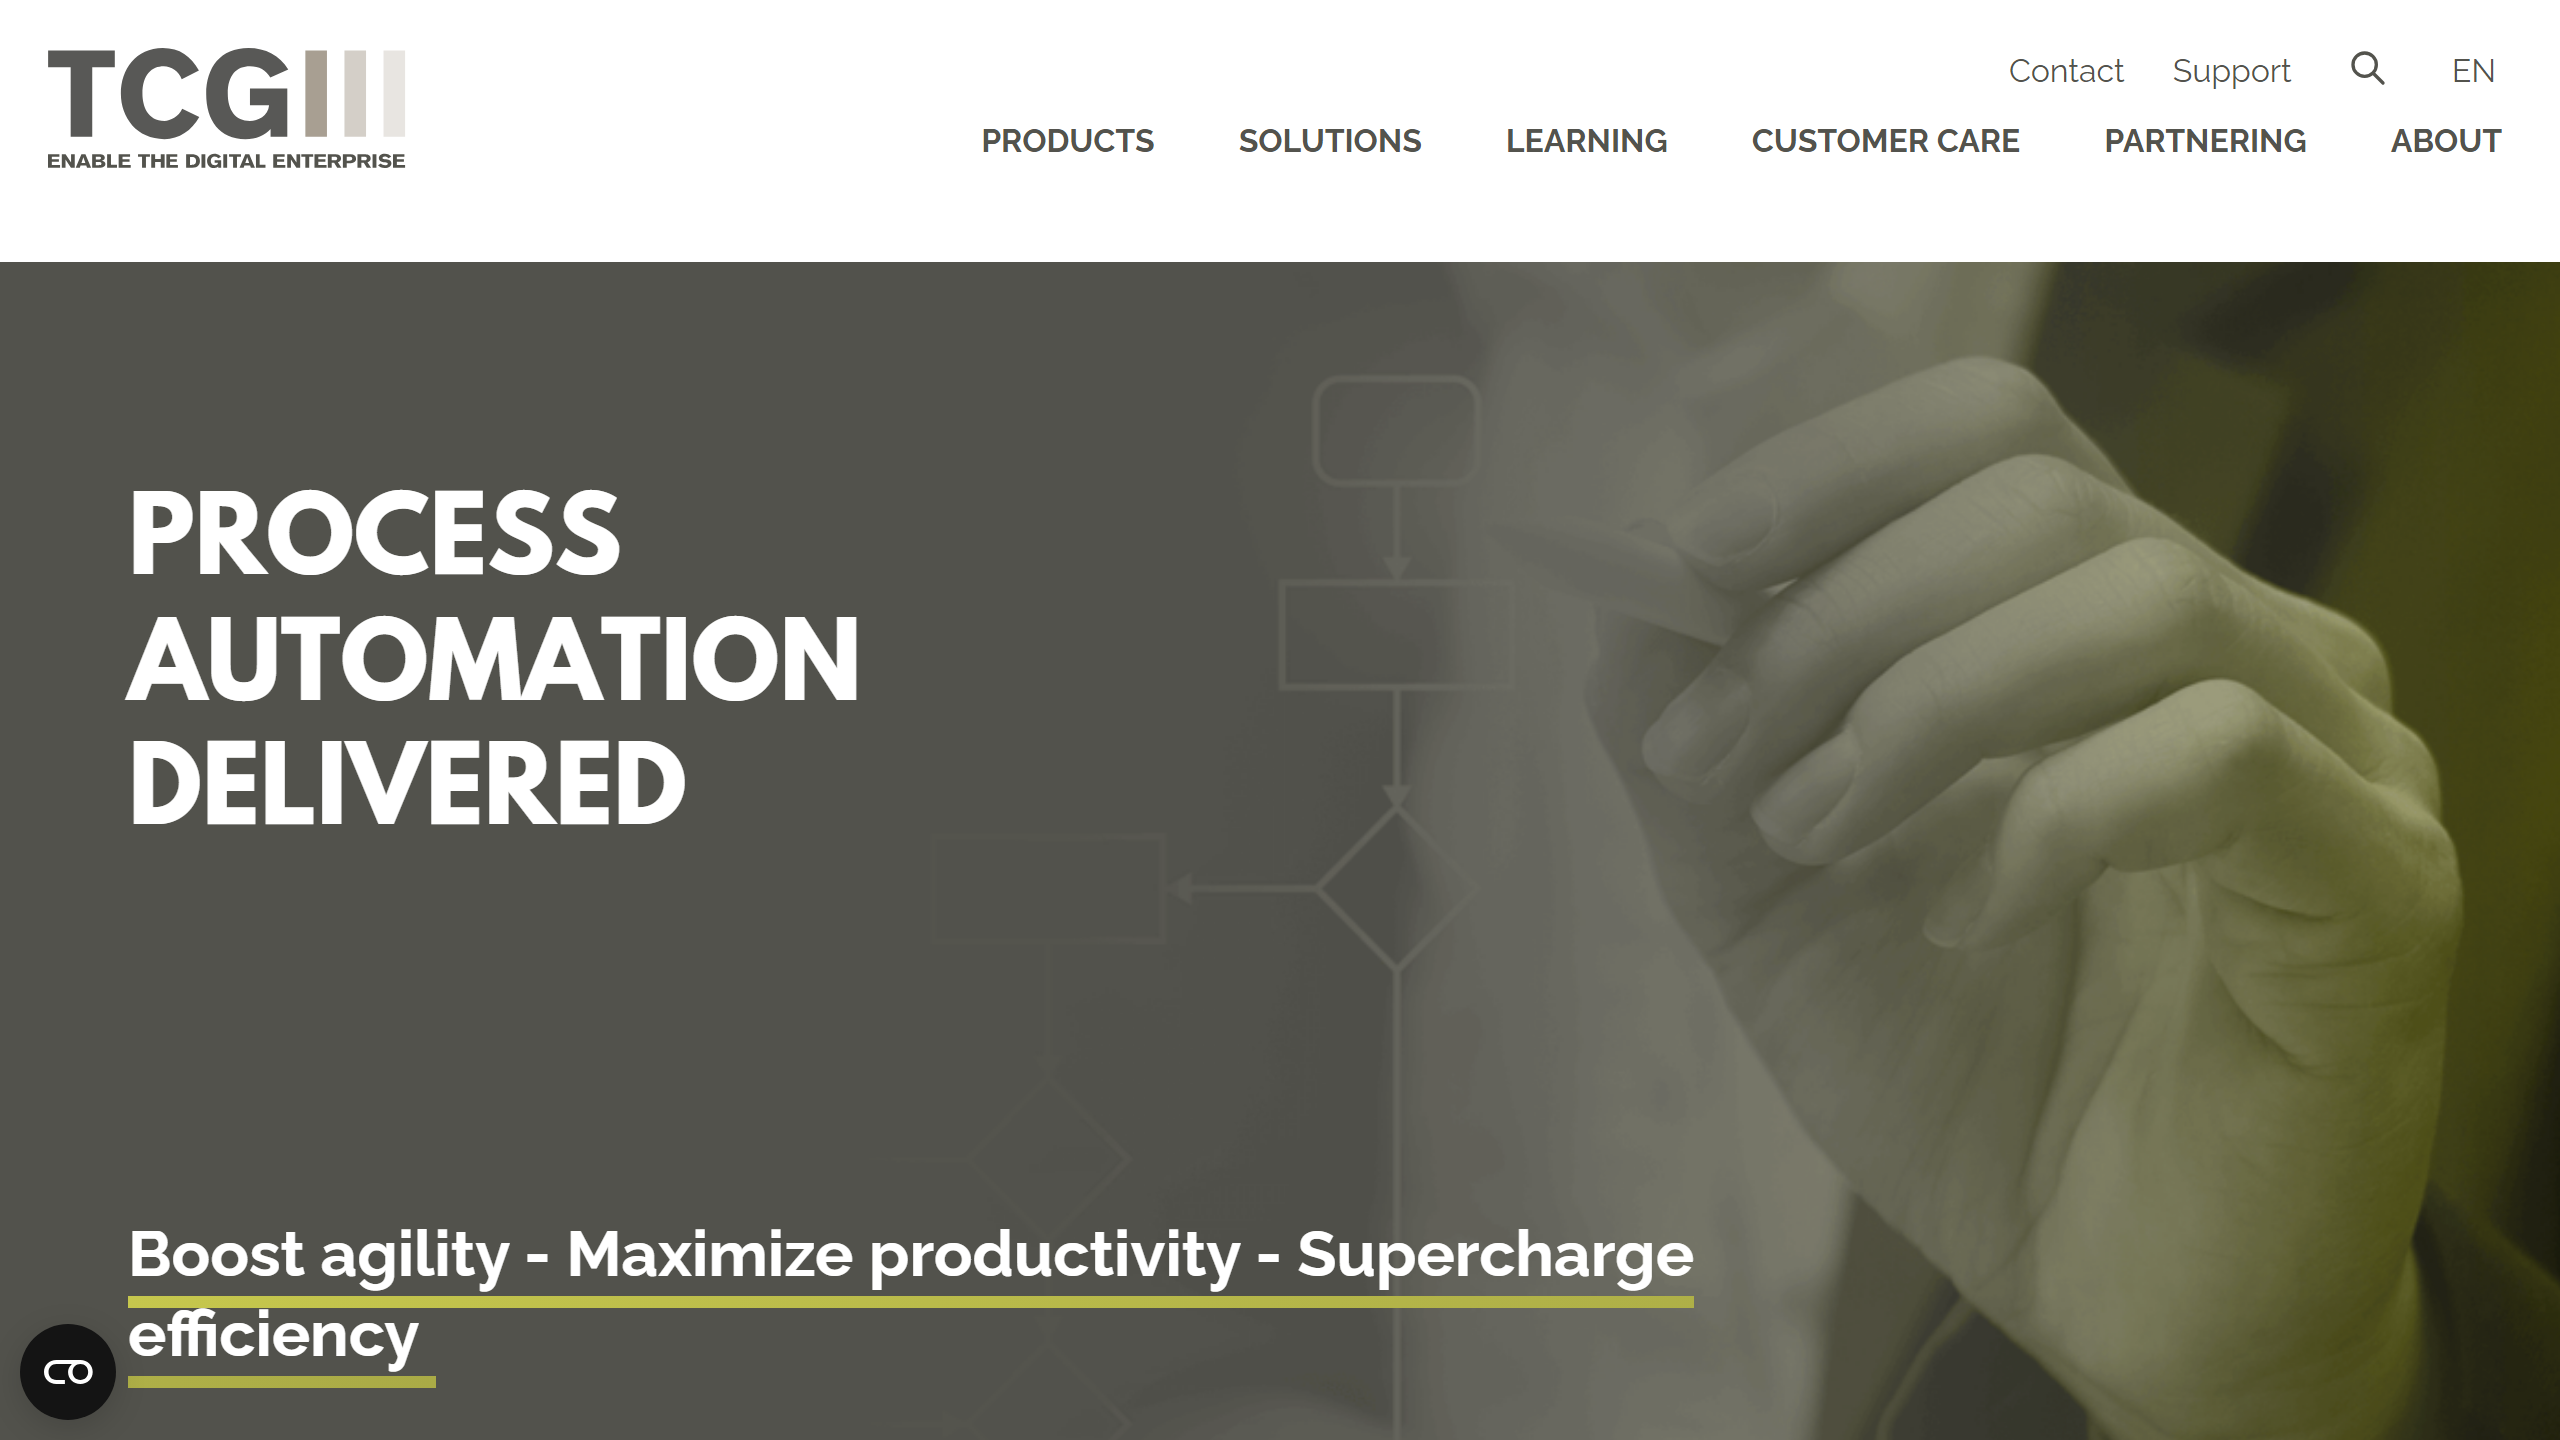 TCG
ENABLE THE DIGITAL ENTERPRISE
Contact Support EN
PRODUCTS SOLUTIONS LEARNING CUSTOMER CARE PARTNERING ABOUT
PROCESS
AUTOMATION
DELIVERED
Boost agility - Maximize productivity - Supercharge
efficiency